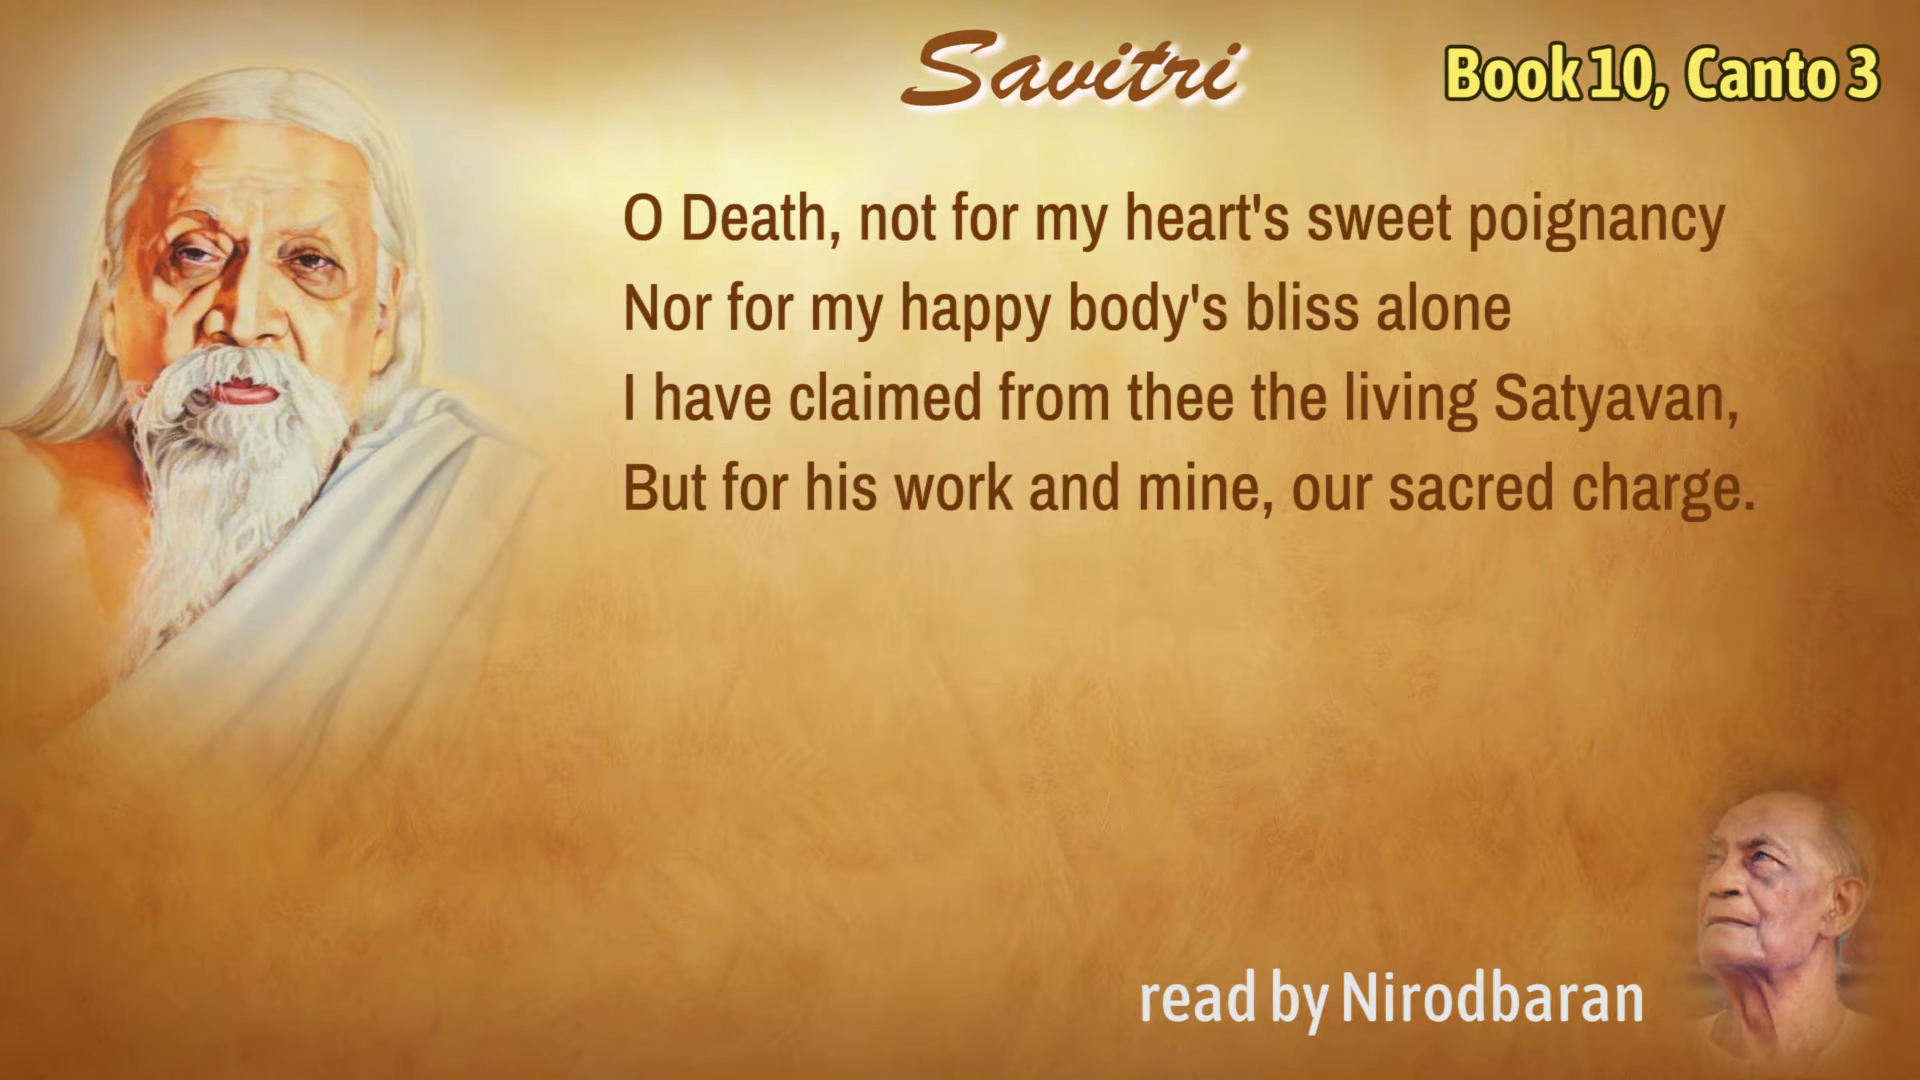 Savitri
Book 10, Canto 3
O Death, not for my heart's sweet poignancy
Nor for my happy body's bliss alone
I have claimed from thee the living Satyavan,
But for his work and mine, our sacred charge.
read by Nirodbaran